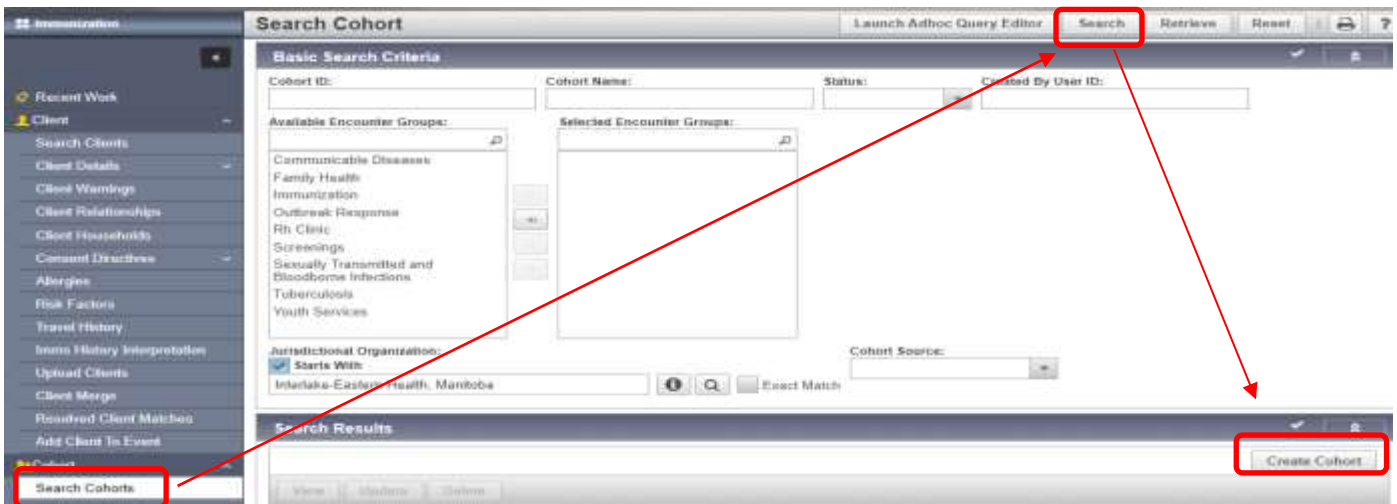 Immunization
Search Cohort
Launch Adhoc Query Editor Search Retrieve Reset ?
Basic Search Criteria
Cohort ID: Cohort Name: Status: Created By User ID:
Available Encounter Groups: Selected Encounter Groups:
Communicable Diseases
Family Health
Immunization
Outbreak Response
Rh Clinic
Screenings
Sexually Transmitted and
Bloodborne Infections
Tuberculosis
Youth Services
Jurisdictional Organization:
Starts With
Interlake-Eastern Health, Manitoba
Exact Match
Cohort Source:
Search Results
Create Cohort
View Update Delete
Recent Work
Client
Search Clients
Client Details
Client Warnings
Client Relationships
Client Households
Consent Directives
Allergies
Risk Factors
Travel History
Imms History Interpretation
Upload Clients
Client Merge
Resolved Client Matches
Add Client To Event
Cohort
Search Cohorts